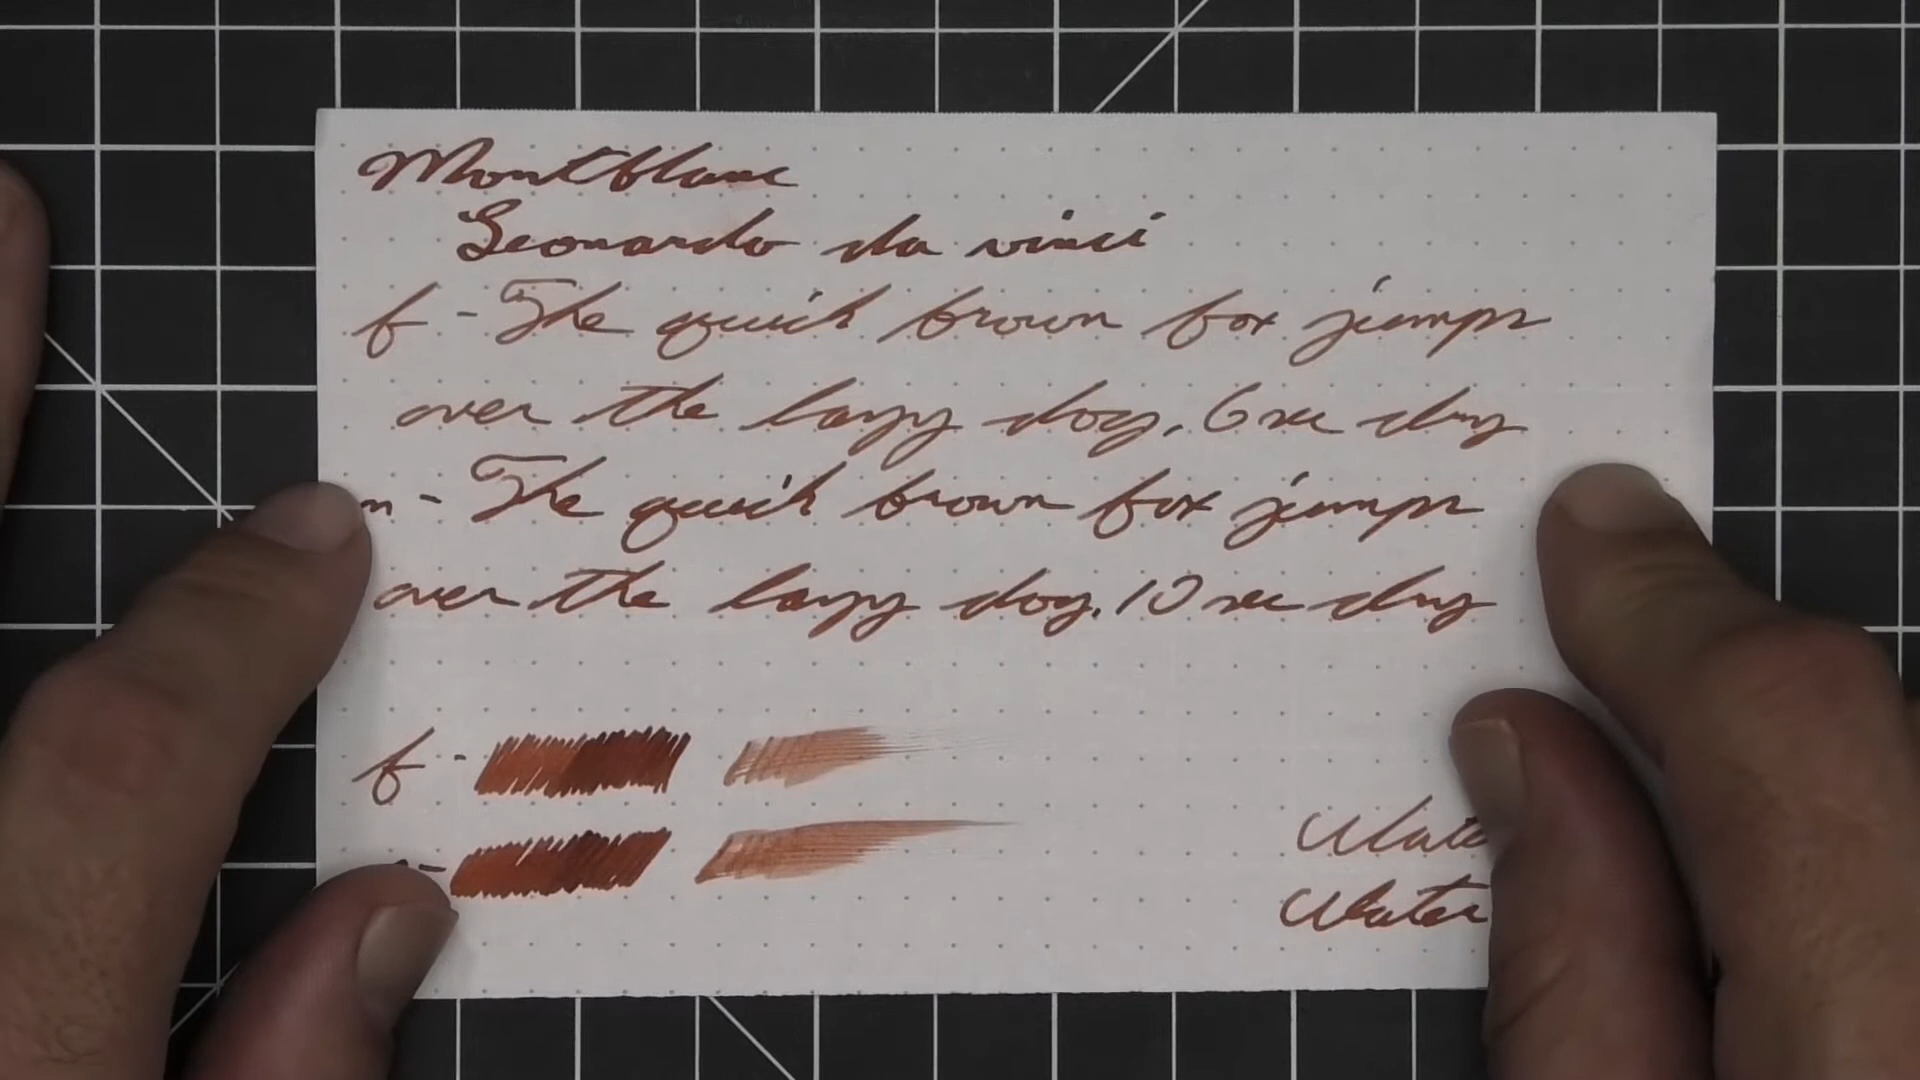 Montblanc
Leonardo da vinci
f - The quick brown fox jumps
over the lazy dog. 6 sec dry
m - The quick brown fox jumps
over the lazy dog. 10 sec dry
f -
-
Wate
Water